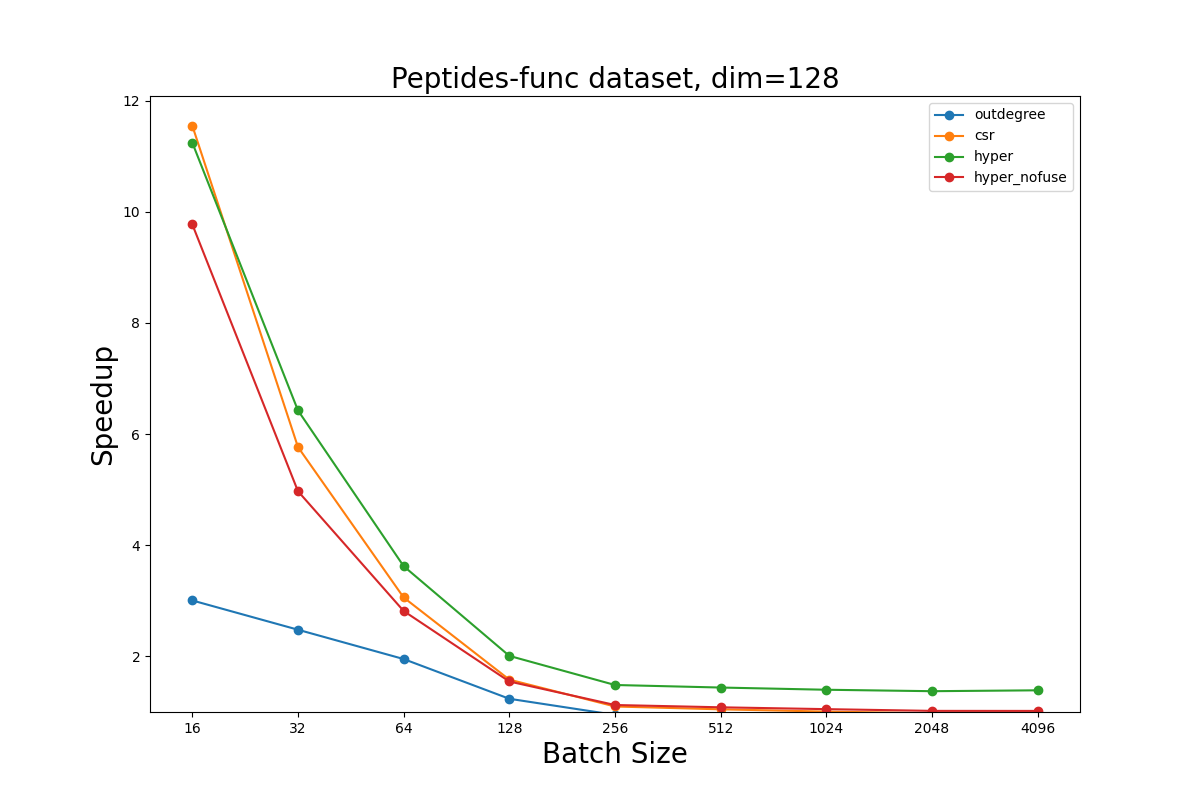 Peptides-func dataset, dim=128
12
10
8
6
4
2
Speedup
outdegree
csr
hyper
hyper_nofuse
16 32 64 128 256 512 1024 2048 4096
Batch Size